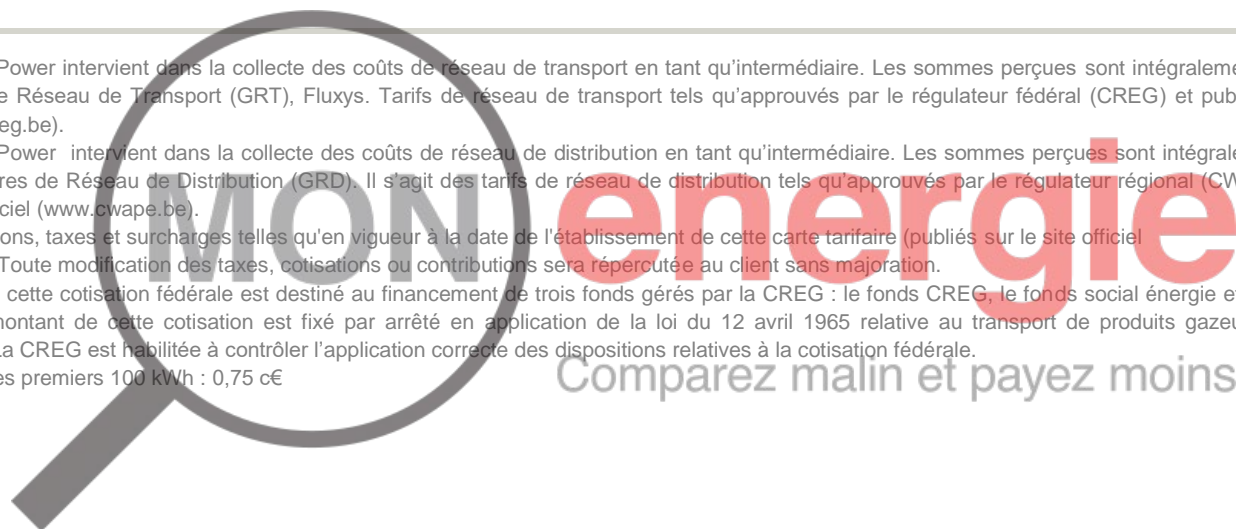 Power intervient dans la collecte des coûts de réseau de transport en tant qu'intermédiaire. Les sommes perçues sont intégraleme
e Réseau de Transport (GRT), Fluxys. Tarifs de réseau de transport tels qu'approuvés par le régulateur fédéral (CREG) et pub
eg.be).
Power intervient dans la collecte des coûts de réseau de distribution en tant qu'intermédiaire. Les sommes perçues sont intégrale
res de Réseau de Distribution (GRD). Il s'agit des tarifs de réseau de distribution tels qu'approuvés par le régulateur régional (CW
ciel (www.cwape.be).
ons, taxes et surcharges telles qu'en vigueur à la date de l'établissement de cette carte tarifaire (publiés sur le site officiel
Toute modification des taxes, cotisations ou contributions sera répercutée au client sans majoration.
cette cotisation fédérale est destiné au financement de trois fonds gérés par la CREG : le fonds CREG, le fonds social énergie e
montant de cette cotisation est fixé par arrêté en application de la loi du 12 avril 1965 relative au transport de produits gazeu
La CREG est habilitée à contrôler l'application correcte des dispositions relatives à la cotisation fédérale.
es premiers 100 kWh : 0,75 c€
MON energie
Comparez malin et payez moins